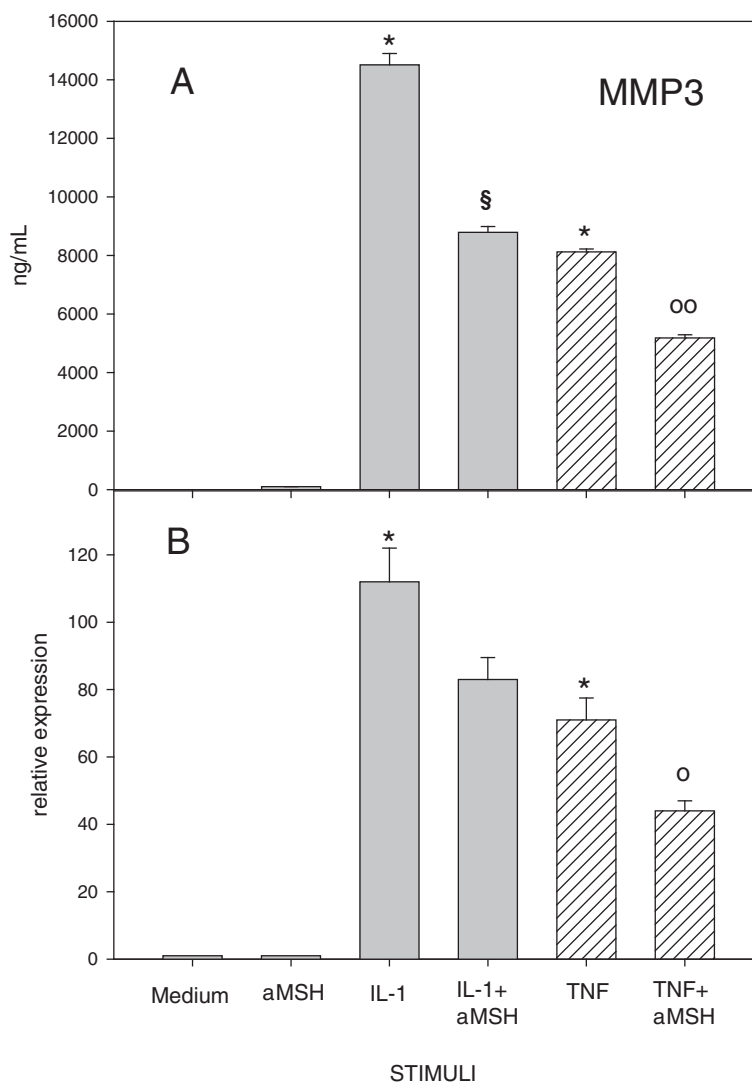 A
MMP3
16000
14000
12000
10000
8000
6000
4000
2000
0
ng/mL
*
§
*
oo
B
120
100
80
60
40
20
0
relative expression
*
*
o
Medium
aMSH
IL-1
IL-1+
aMSH
TNF
TNF+
aMSH
STIMULI